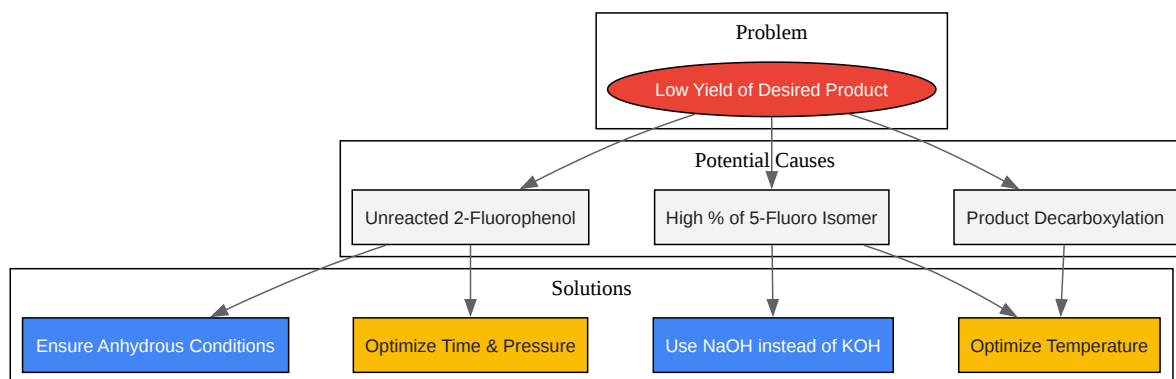 Problem
Low Yield of Desired Product
Potential Causes
Unreacted 2-Fluorophenol
High % of 5-Fluoro Isomer
Product Decarboxylation
Solutions
Ensure Anhydrous Conditions
Optimize Time & Pressure
Use NaOH instead of KOH
Optimize Temperature